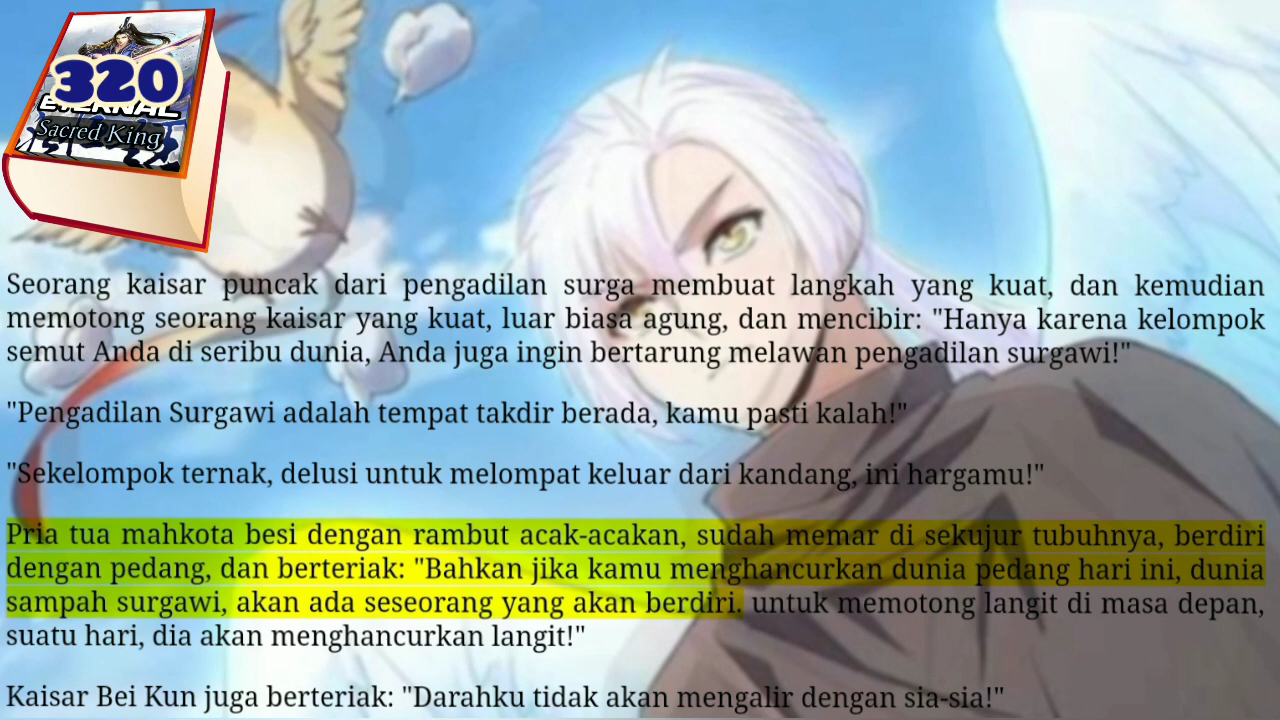 320
ETERNAL
Sacred King
Seorang kaisar puncak dari pengadilan surga membuat langkah yang kuat, dan kemudian
memotong seorang kaisar yang kuat, luar biasa agung, dan mencibir: "Hanya karena kelompok
semut Anda di seribu dunia, Anda juga ingin bertarung melawan pengadilan surgawi!"
"Pengadilan Surgawi adalah tempat takdir berada, kamu pasti kalah!"
"Sekelompok ternak, delusi untuk melompat keluar dari kandang, ini hargamu!"
Pria tua mahkota besi dengan rambut acak-acakan, sudah memar di sekujur tubuhnya, berdiri
dengan pedang, dan berteriak: "Bahkan jika kamu menghancurkan dunia pedang hari ini, dunia
sampah surgawi, akan ada seseorang yang akan berdiri. untuk memotong langit di masa depan,
suatu hari, dia akan menghancurkan langit!"
Kaisar Bei Kun juga berteriak: "Darahku tidak akan mengalir dengan sia-sia!"